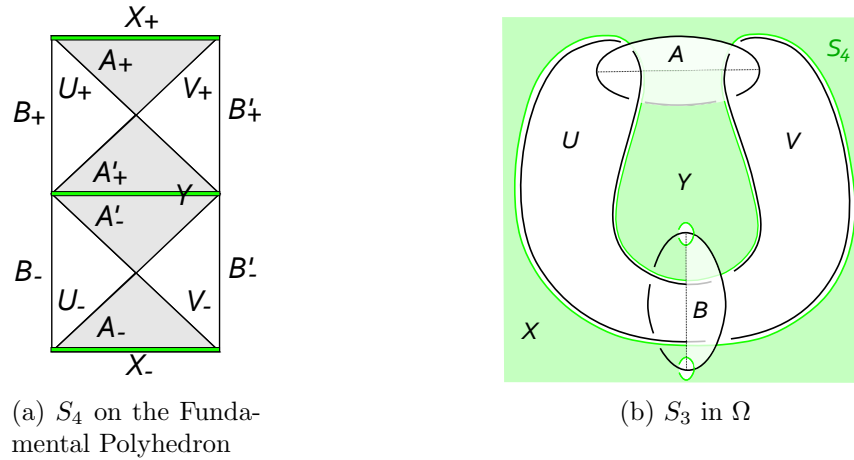 X+
A+
U+
V+
B+
B'+
A'+
Y
A'-
B-
B'-
U-
V-
A-
X-
(a) S4 on the Funda-
mental Polyhedron
A
S4
U
V
Y
B
X
(b) S3 in Ω